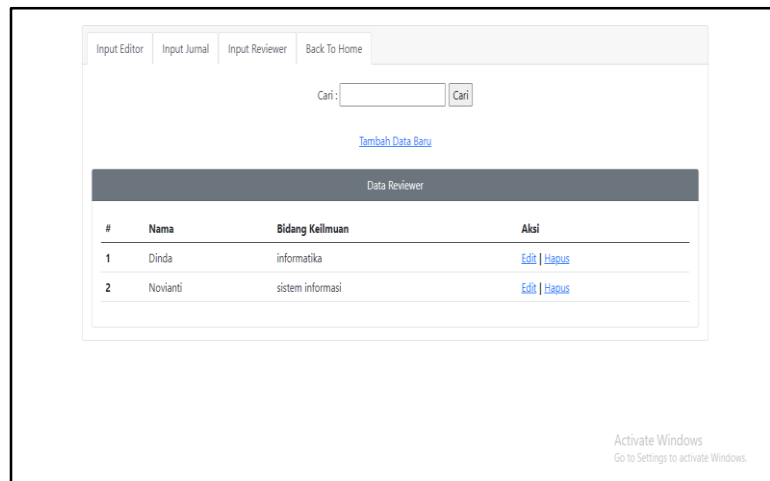 Input Editor Input Jurnal Input Reviewer Back To Home
Cari : Cari
Tambah Data Baru
Data Reviewer
# Nama Bidang Keilmuan Aksi
1 Dinda informatika Edit | Hapus
2 Novianti sistem informasi Edit | Hapus
Activate Windows
Go to Settings to activate Windows.